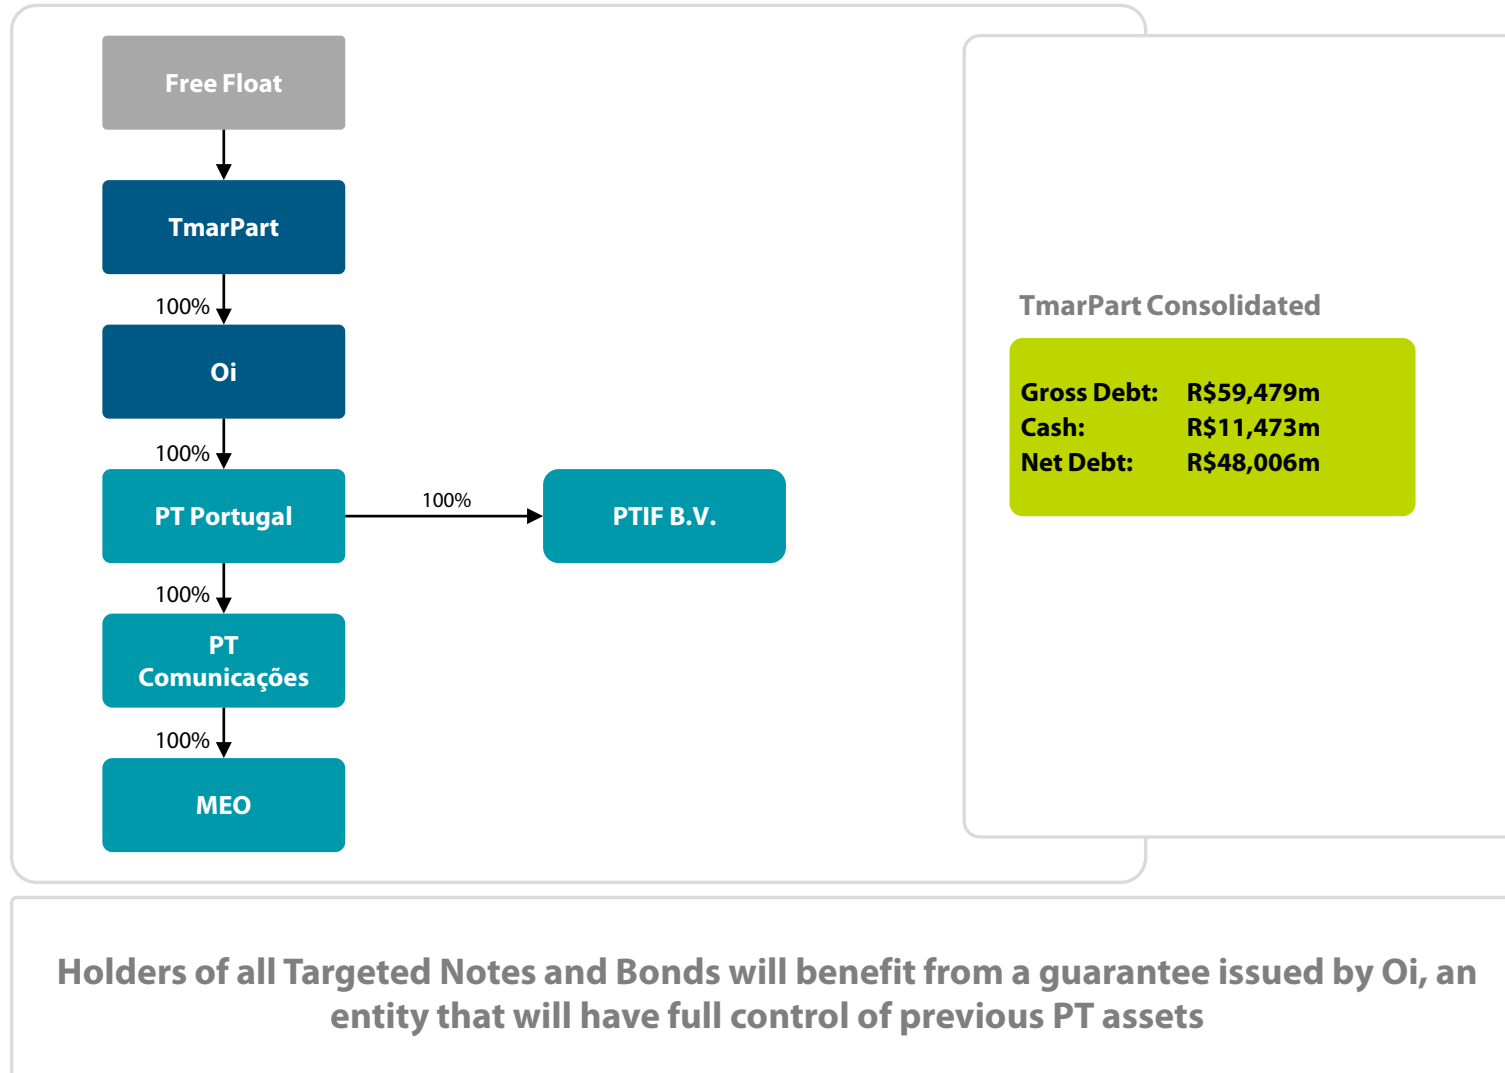 Free Float
TmarPart
100%
Oi
100%
PT Portugal
100%
PTIF B.V.
100%
PT
Comunicações
100%
MEO
TmarPart Consolidated
Gross Debt: R$59,479m
Cash: R$11,473m
Net Debt: R$48,006m
Holders of all Targeted Notes and Bonds will benefit from a guarantee issued by Oi, an
entity that will have full control of previous PT assets